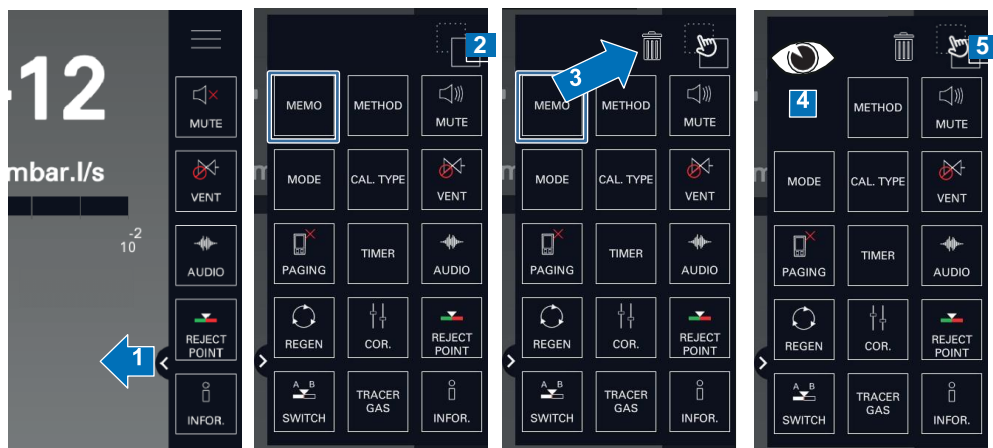 -12
mbar.l/s
-2
10
MUTE
VENT
AUDIO
REJECT
POINT
INFOR.
1
2
MEMO METHOD MUTE
MODE CAL. TYPE VENT
PAGING TIMER AUDIO
REGEN COR. REJECT
POINT
A B
SWITCH TRACER
GAS INFOR.
3
MEMO METHOD MUTE
MODE CAL. TYPE VENT
PAGING TIMER AUDIO
REGEN COR. REJECT
POINT
A B
SWITCH TRACER
GAS INFOR.
5
4
METHOD MUTE
MODE CAL. TYPE VENT
PAGING TIMER AUDIO
REGEN COR. REJECT
POINT
A B
SWITCH TRACER
GAS INFOR.